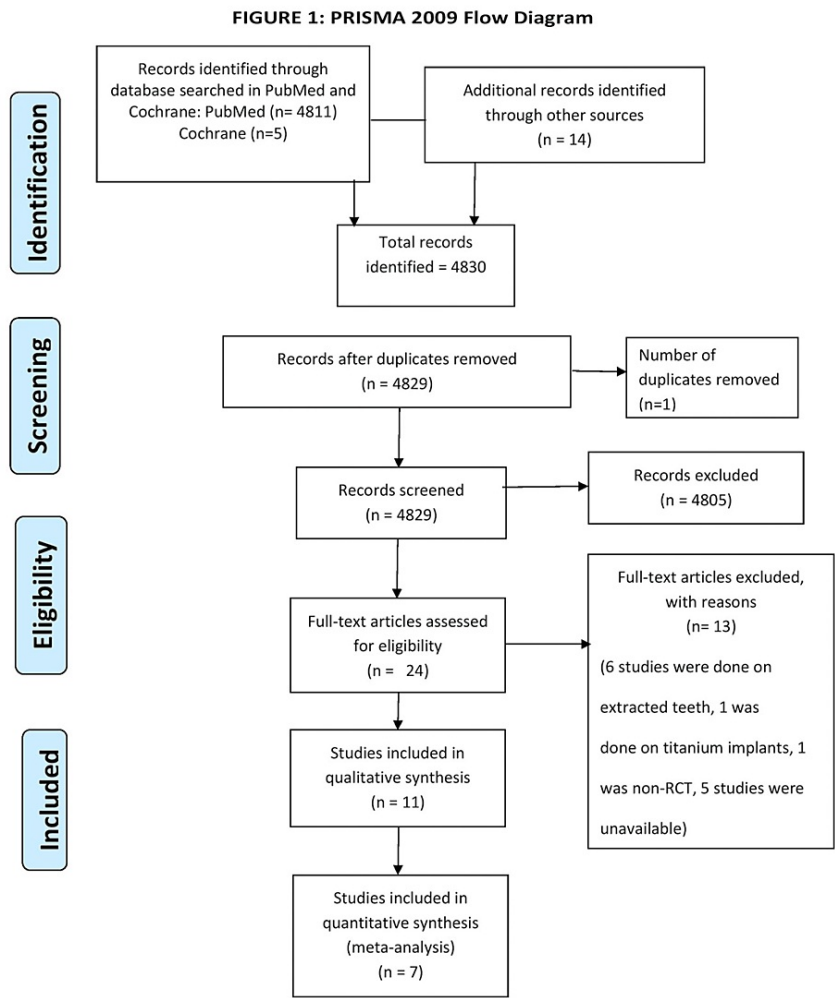 FIGURE 1: PRISMA 2009 Flow Diagram
Identification
Records identified through
database searched in PubMed and
Cochrane: PubMed (n= 4811)
Cochrane (n=5)
Additional records identified
through other sources
(n = 14)
Total records
identified = 4830
Screening
Records after duplicates removed
(n = 4829)
Number of
duplicates removed
(n=1)
Records screened
(n = 4829)
Records excluded
(n = 4805)
Eligibility
Full-text articles assessed
for eligibility
(n = 24)
Full-text articles excluded,
with reasons
(n= 13)
(6 studies were done on
extracted teeth, 1 was
done on titanium implants, 1
was non-RCT, 5 studies were
unavailable)
Included
Studies included in
qualitative synthesis
(n = 11)
Studies included in
quantitative synthesis
(meta-analysis)
(n = 7)